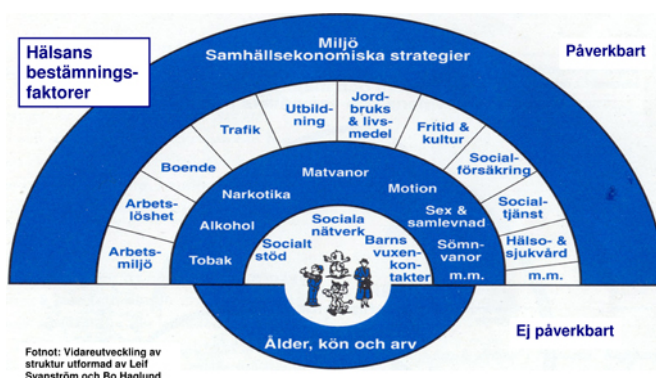 Hälsans
bestämnings-
faktorer
Miljö
Samhällsekonomiska strategier
Påverkbart
Arbets-
miljö
Arbets-
löshet
Boende
Trafik
Utbild-
ning
Jord-
bruks
& livs-
medel
Fritid &
kultur
Social-
försäkring
Social-
tjänst
Hälso- &
sjukvård
m.m.
Tobak
Alkohol
Narkotika
Matvanor
Motion
Sex &
samlevnad
Sömn-
vanor
m.m.
Socialt
stöd
Sociala
nätverk
Barns
vuxen-
kon-
takter
Ålder, kön och arv
Ej påverkbart
Fotnot: Vidareutveckling av
struktur utformad av Leif
Svanström och Bo Haglund